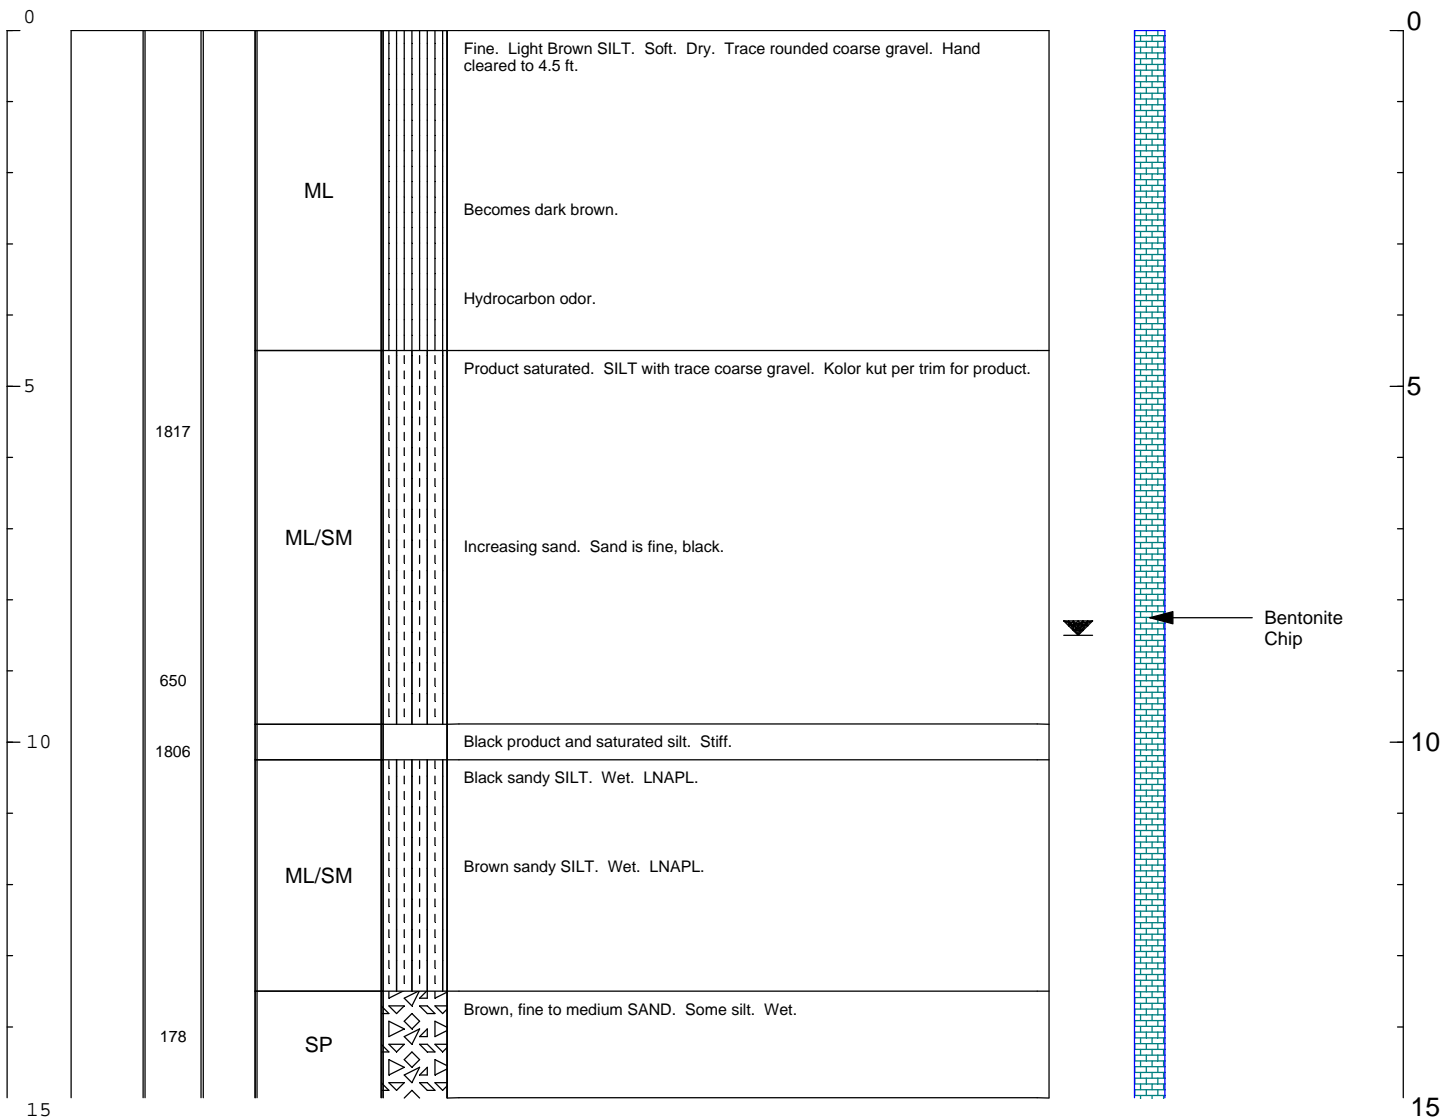 0
0
Fine. Light Brown SILT. Soft. Dry. Trace rounded coarse gravel. Hand
cleared to 4.5 ft.
ML
Becomes dark brown.
Hydrocarbon odor.
Product saturated. SILT with trace coarse gravel. Kolor kut per trim for product.
5
5
1817
ML/SM
Increasing sand. Sand is fine, black.
Bentonite
Chip
650
10
1806
Black product and saturated silt. Stiff.
10
Black sandy SILT. Wet. LNAPL.
ML/SM
Brown sandy SILT. Wet. LNAPL.
Brown, fine to medium SAND. Some silt. Wet.
178
SP
15
15